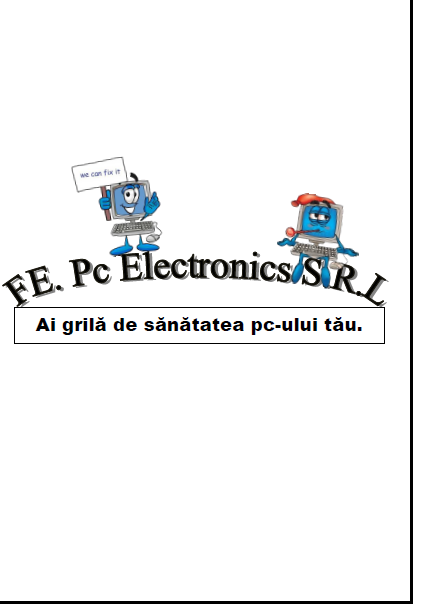 we can fix IT
FE. Pc Electronics S.R.L
Ai grilă de sănătatea pc-ului tău.